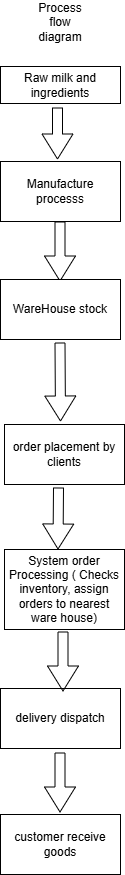 Process
flow
diagram
Raw milk and
ingredients
Manufacture
processs
WareHouse stock
order placement by
clients
System order
Processing ( Checks
inventory, assign
orders to nearest
ware house)
delivery dispatch
customer receive
goods